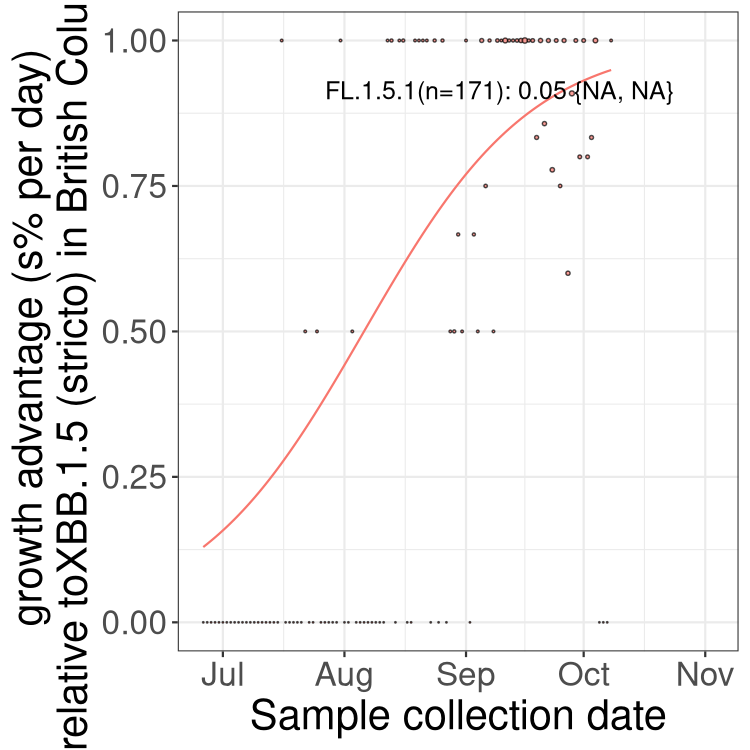 growth advantage (s% per day)
relative toXBB.1.5 (stricto) in British Colu
1.00
0.75
0.50
0.25
0.00
FL.1.5.1(n=171): 0.05 {NA, NA}
Jul Aug Sep Oct Nov
Sample collection date